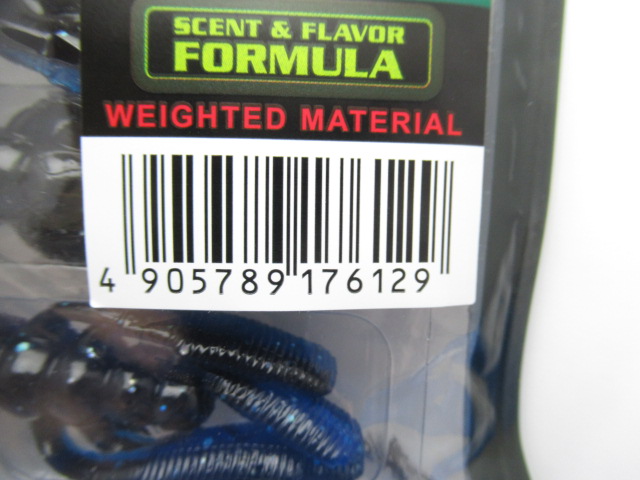 SCENT & FLAVOR
FORMULA
WEIGHTED MATERIAL
4 905789 176129